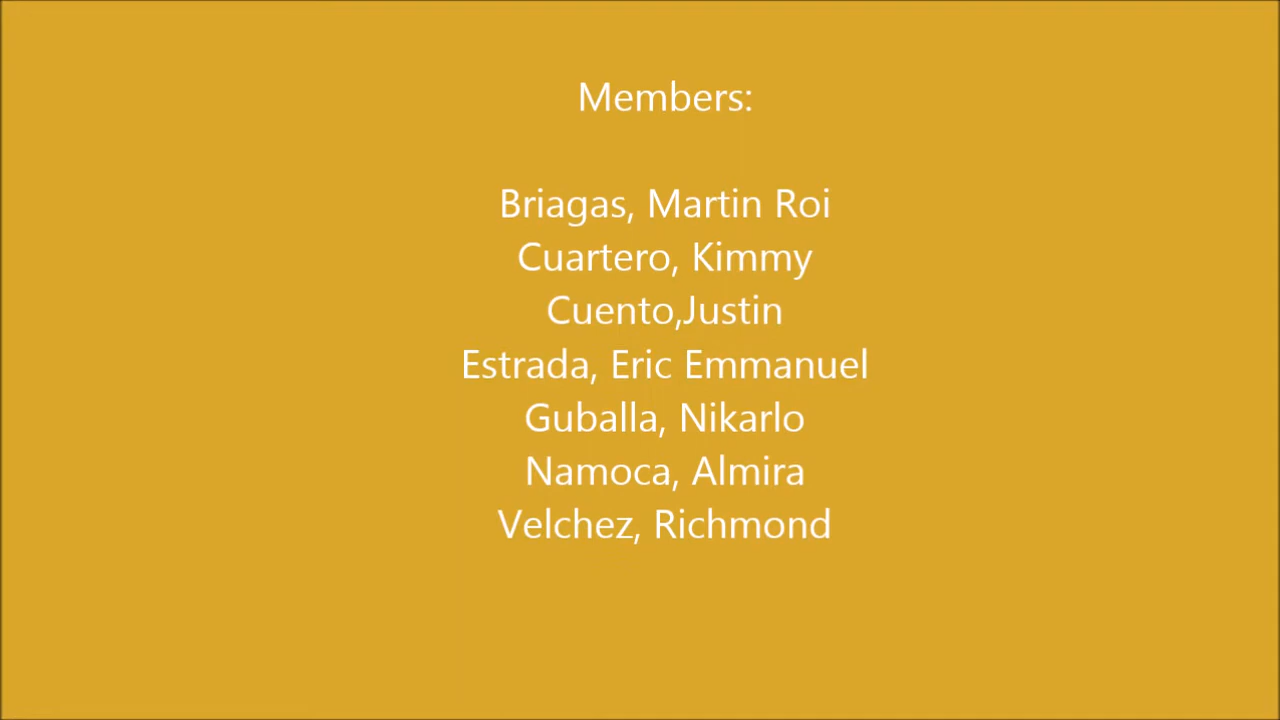 Members:
Briagas, Martin Roi
Cuartero, Kimmy
Cuento,Justin
Estrada, Eric Emmanuel
Guballa, Nikarlo
Namoca, Almira
Velchez, Richmond